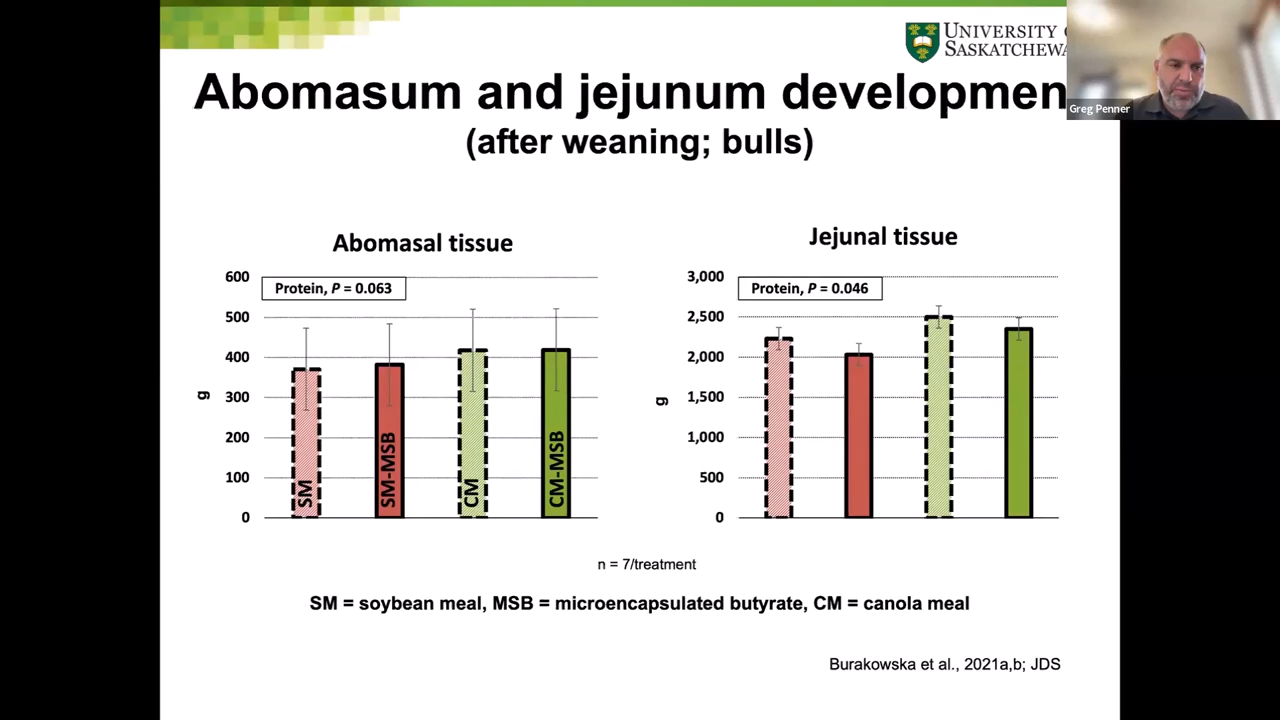 UNIVERSITY
SASKATCHEWA
Greg Penner
Abomasum and jejunum developmen
(after weaning; bulls)
Abomasal tissue
600
500
400
300
200
100
0
g
Protein, P = 0.063
SM
SM-MSB
CM
CM-MSB
Jejunal tissue
3,000
2,500
2,000
1,500
1,000
500
0
g
Protein, P = 0.046
n = 7/treatment
SM = soybean meal, MSB = microencapsulated butyrate, CM = canola meal
Burakowska et al., 2021a,b; JDS